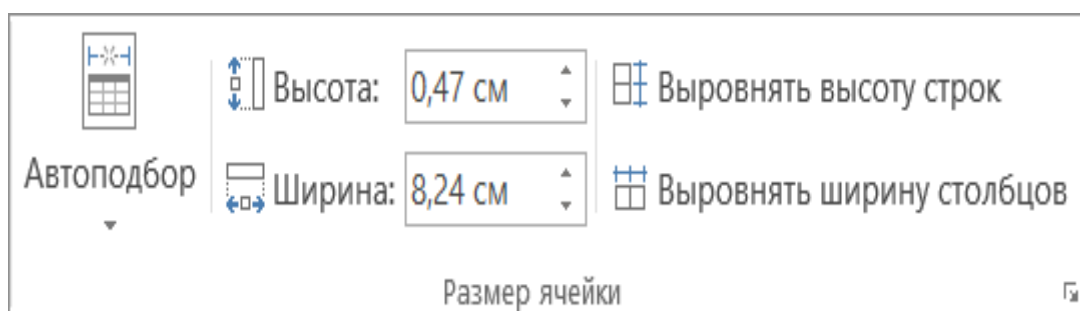 Автоподбор
Высота: 0,47 см
Ширина: 8,24 см
Выровнять высоту строк
Выровнять ширину столбцов
Размер ячейки